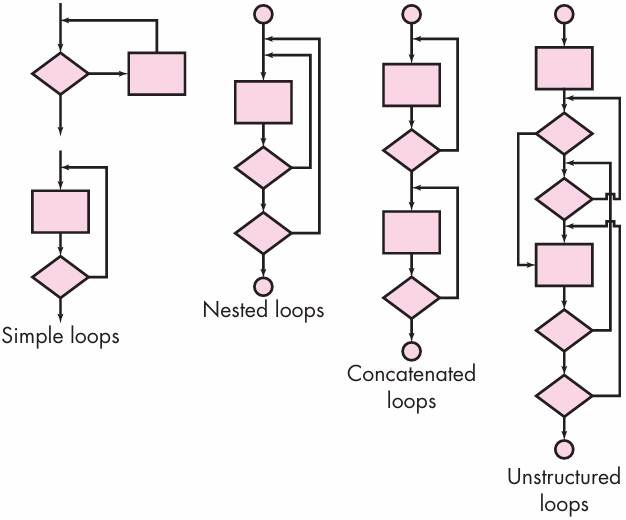 Simple loops
Nested loops
Concatenated
loops
Unstructured
loops